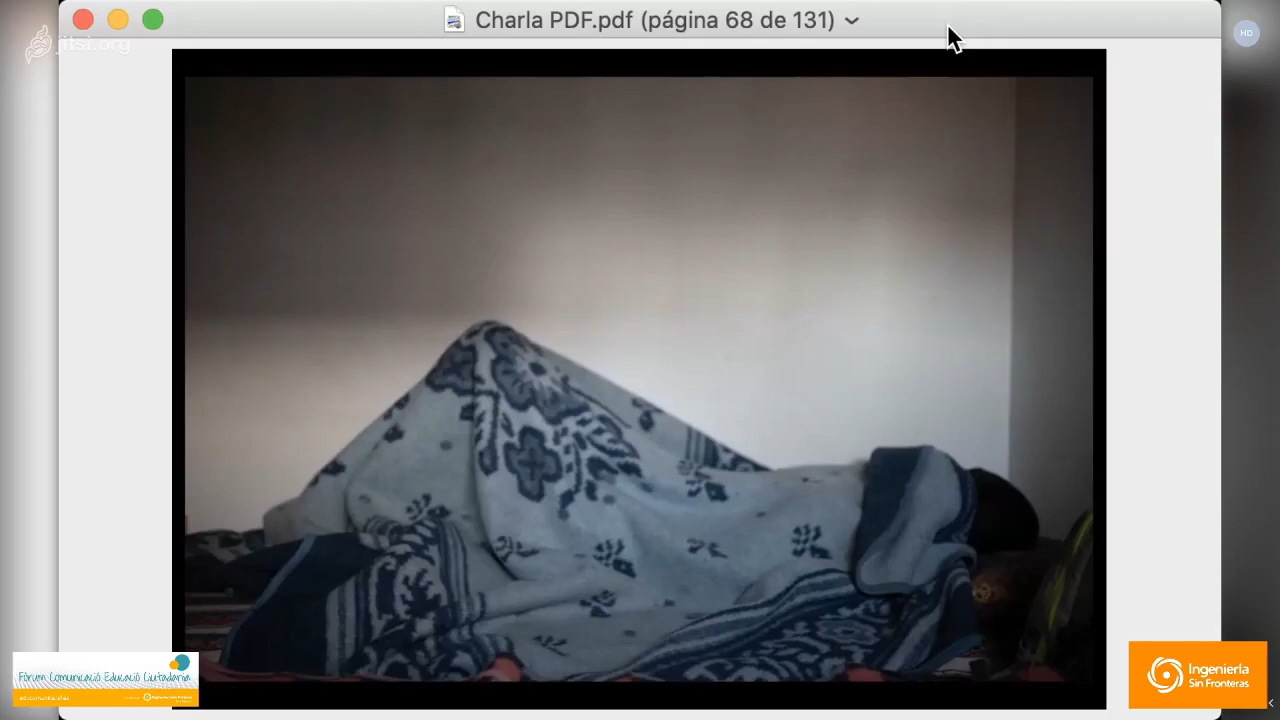 Charla PDF.pdf (página 68 de 131)
jitsi.org
HD
Fòrum Comunicació Educació Ciutadania
Ingeniería
Sin Fronteras